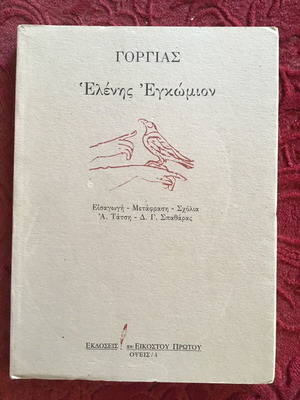 ΓΟΡΓΙΑΣ
Ἑλένης Ἐγκώμιον
Εἰσαγωγή - Μετάφραση - Σχόλια
Ἀ. Τάτση - Δ. Γ. Σπαθάρας
ΕΚΔΟΣΕΙΣ του ΕΙΚΟΣΤΟΥ ΠΡΩΤΟΥ
ΟΨΕΙΣ / 4